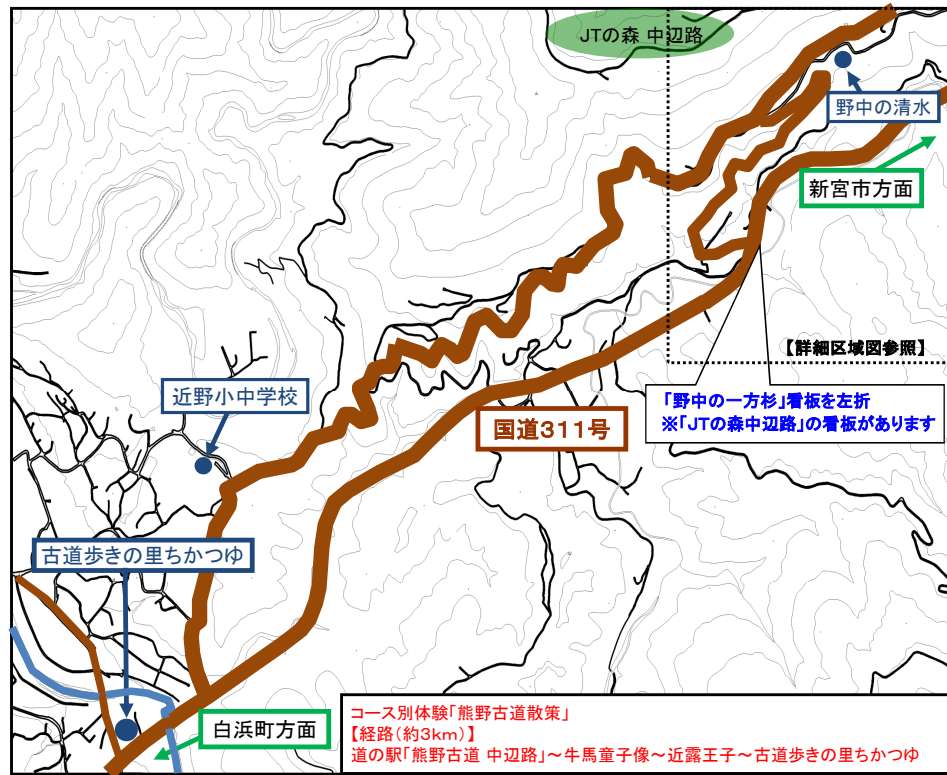 JTの森 中辺路
野中の清水
新宮市方面
【詳細区域図参照】
「野中の一方杉」看板を左折
※「JTの森中辺路」の看板があります
近野小中学校
国道311号
古道歩きの里ちかつゆ
白浜町方面
コース別体験「熊野古道散策」
【経路(約3km)】
道の駅「熊野古道 中辺路」～牛馬童子像～近露王子～古道歩きの里ちかつゆ